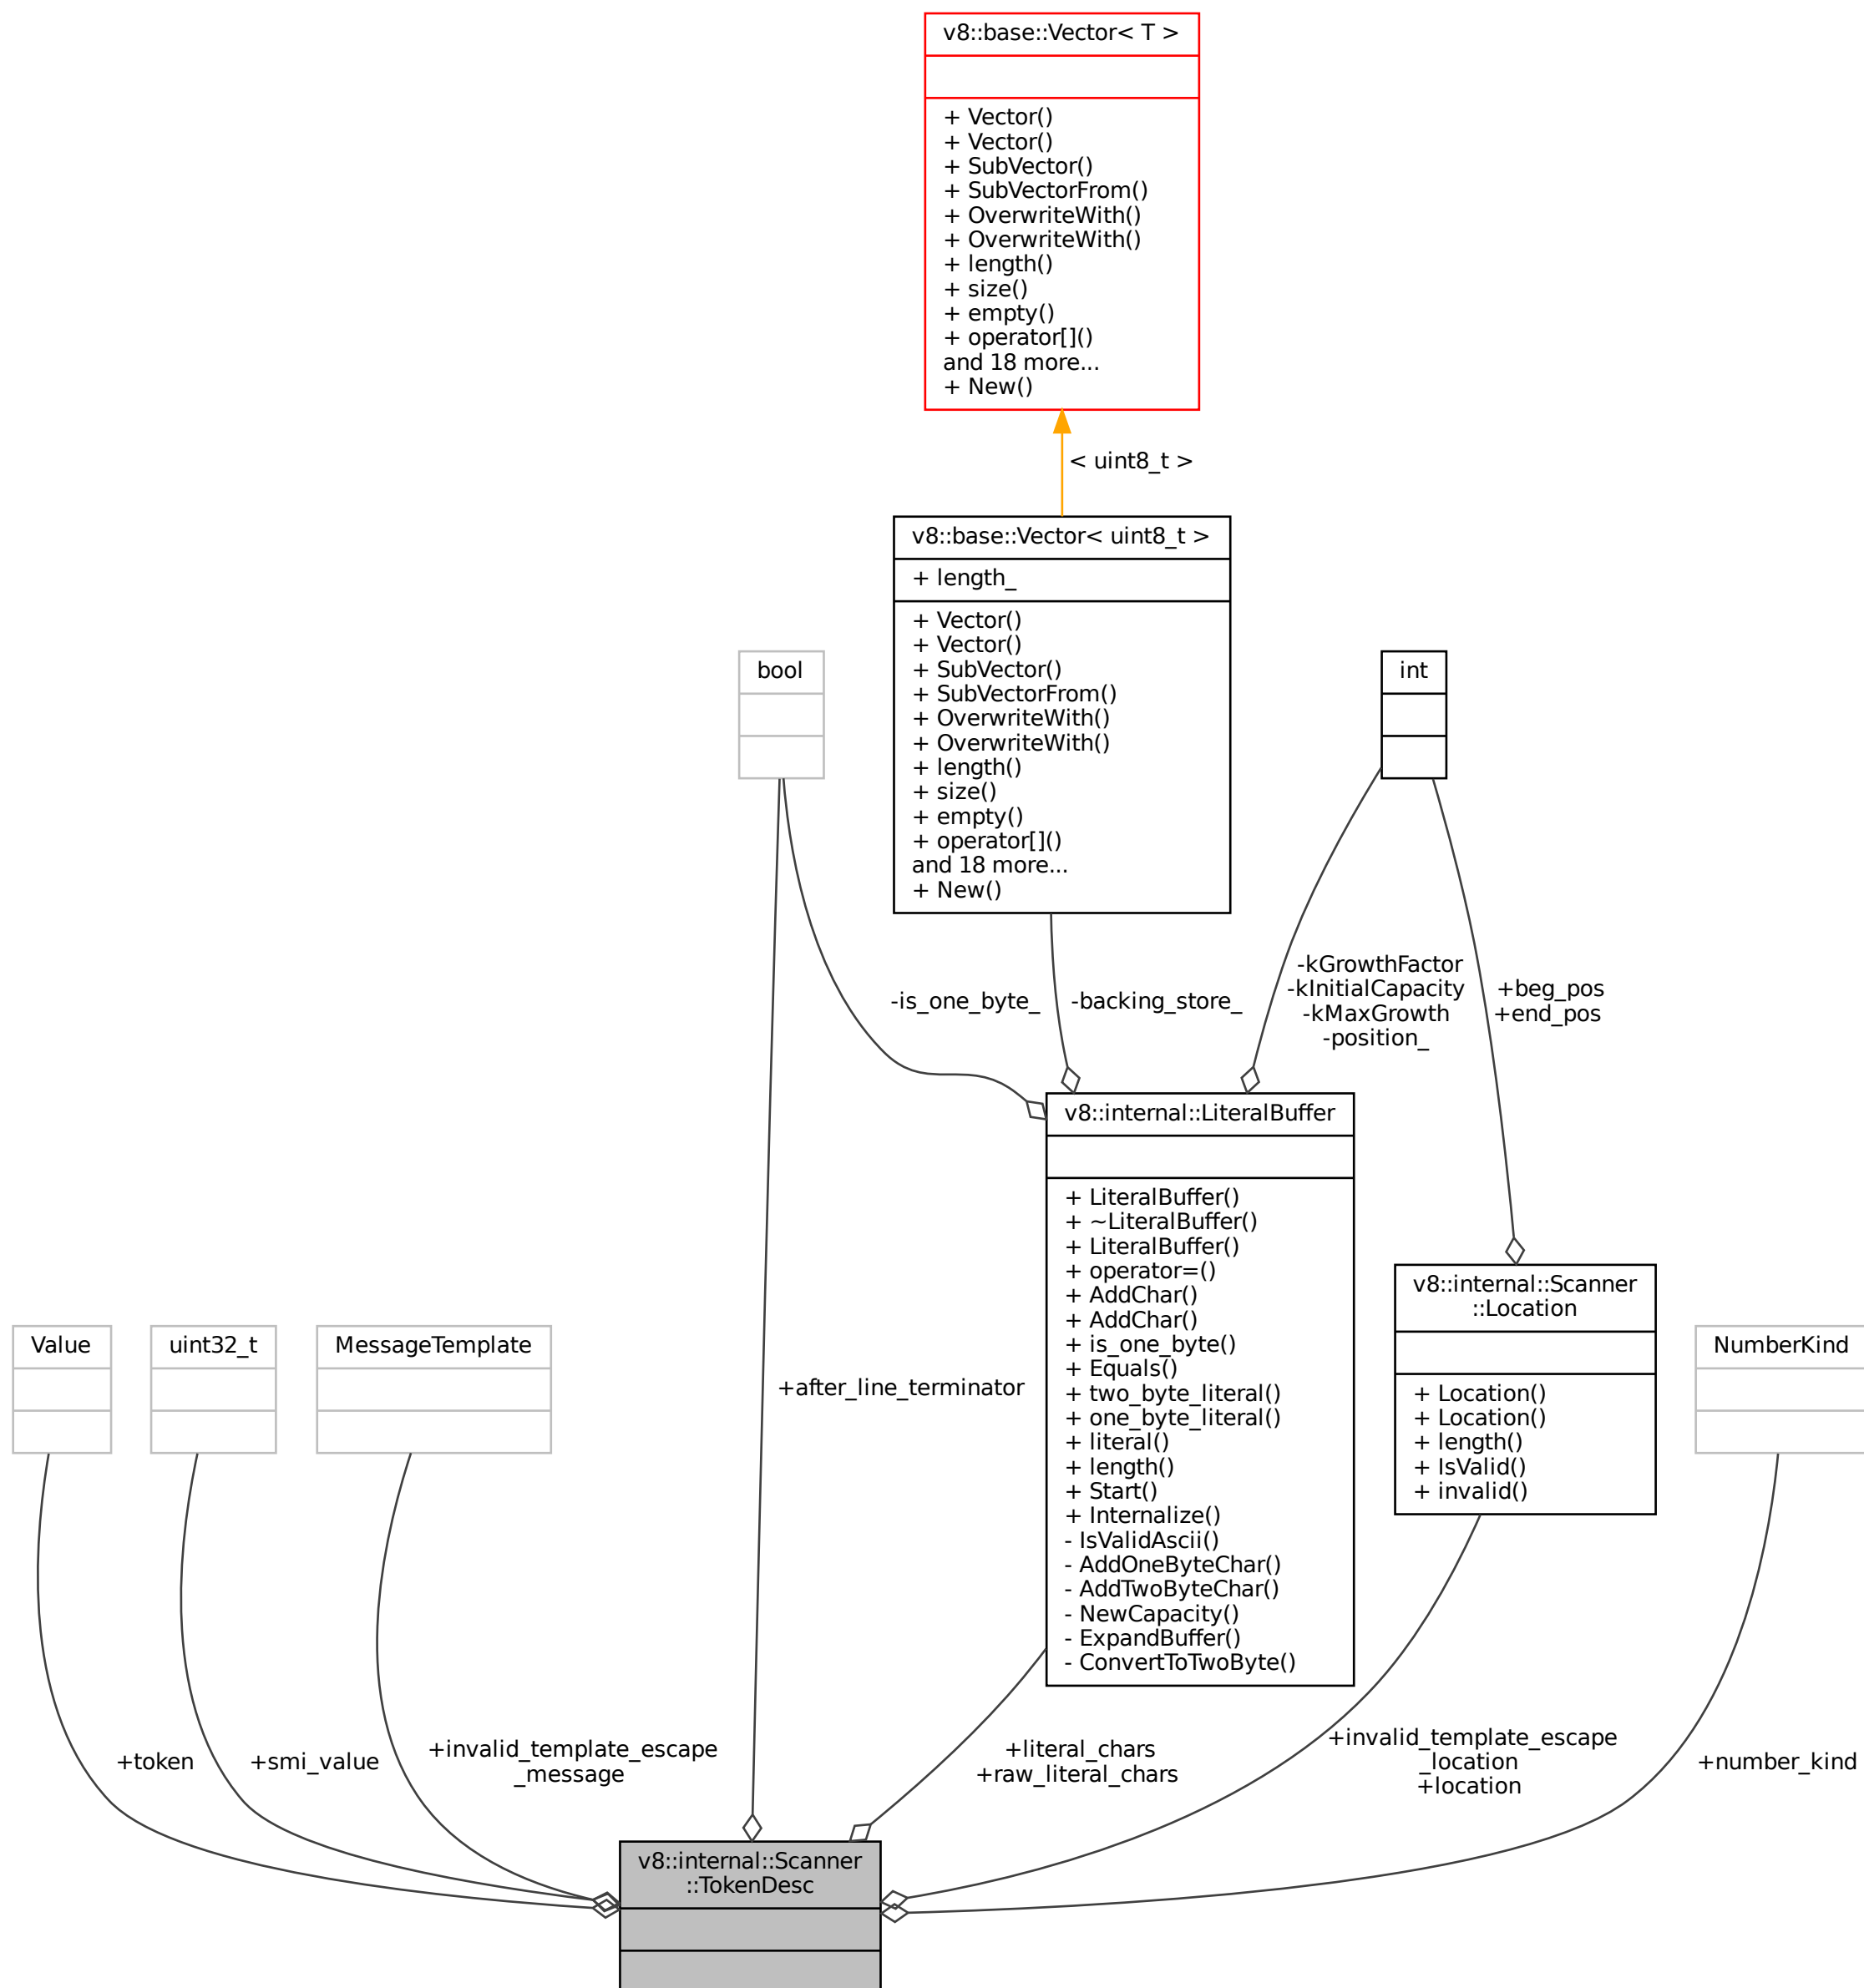 v8::base::Vector< T >
+ Vector()
+ Vector()
+ SubVector()
+ SubVectorFrom()
+ OverwriteWith()
+ OverwriteWith()
+ length()
+ size()
+ empty()
+ operator[]()
and 18 more...
+ New()
< uint8_t >
v8::base::Vector< uint8_t >
+ length_
+ Vector()
+ Vector()
+ SubVector()
+ SubVectorFrom()
+ OverwriteWith()
+ OverwriteWith()
+ length()
+ size()
+ empty()
+ operator[]()
and 18 more...
+ New()
bool
int
-is_one_byte_
-backing_store_
-kGrowthFactor
-kInitialCapacity
-kMaxGrowth
-position_
+beg_pos
+end_pos
v8::internal::LiteralBuffer
+ LiteralBuffer()
+ ~LiteralBuffer()
+ LiteralBuffer()
+ operator=()
+ AddChar()
+ AddChar()
+ is_one_byte()
+ Equals()
+ two_byte_literal()
+ one_byte_literal()
+ literal()
+ length()
+ Start()
+ Internalize()
- IsValidAscii()
- AddOneByteChar()
- AddTwoByteChar()
- NewCapacity()
- ExpandBuffer()
- ConvertToTwoByte()
v8::internal::Scanner
::Location
+ Location()
+ Location()
+ length()
+ IsValid()
+ invalid()
Value
uint32_t
MessageTemplate
NumberKind
+after_line_terminator
+token
+smi_value
+invalid_template_escape
_message
+literal_chars
+raw_literal_chars
+invalid_template_escape
_location
+location
+number_kind
v8::internal::Scanner
::TokenDesc